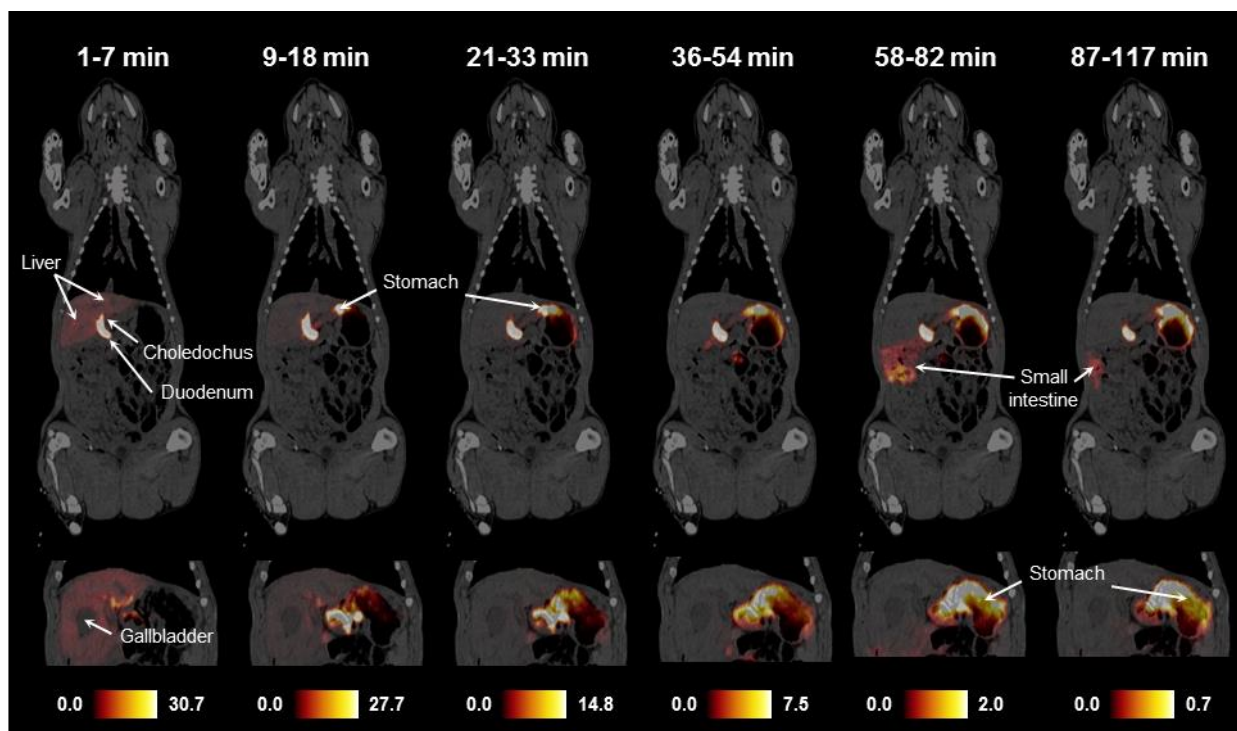 1-7 min 9-18 min 21-33 min 36-54 min 58-82 min 87-117 min
Liver
Stomach
Choledochus
Duodenum
Small
intestine
Stomach
Gallbladder
0.0 30.7 0.0 27.7 0.0 14.8 0.0 7.5 0.0 2.0 0.0 0.7